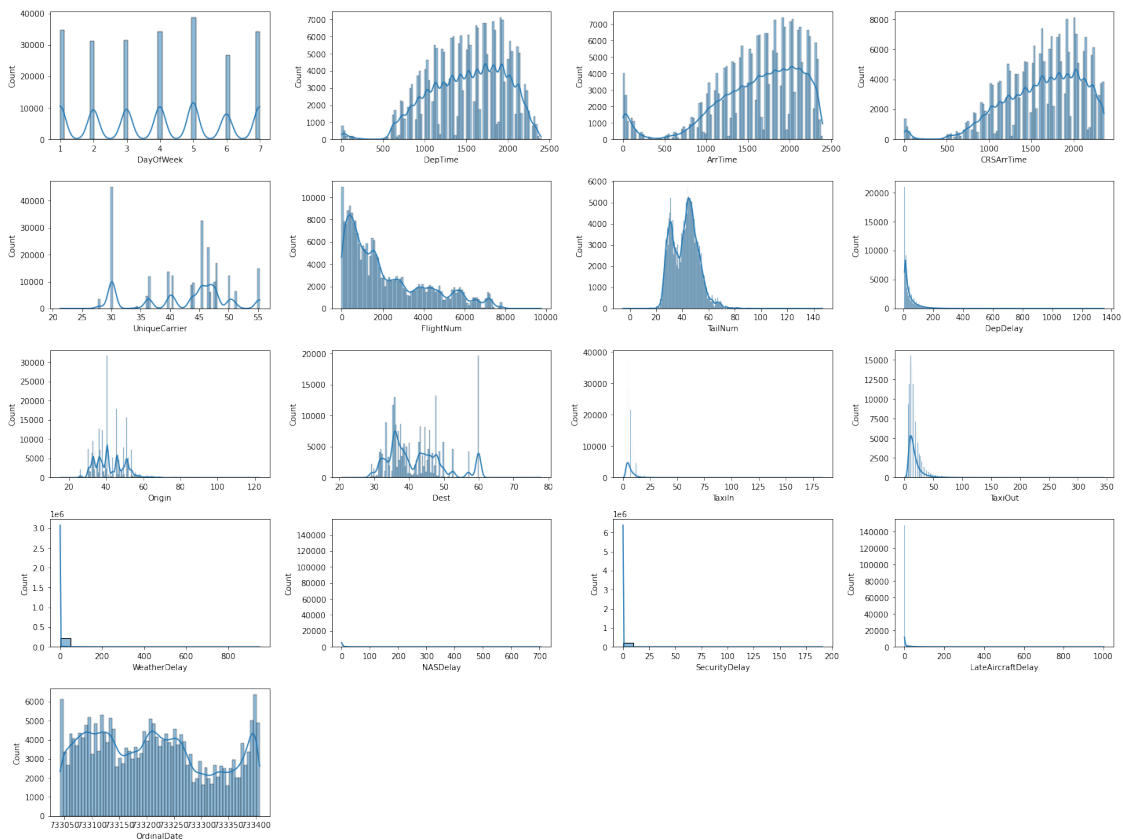 40000
30000
20000
10000
0
Count
1 2 3 4 5 6 7
DayOfWeek
7000
6000
5000
4000
3000
2000
1000
0
Count
0 500 1000 1500 2000 2500
DepTime
7000
6000
5000
4000
3000
2000
1000
0
Count
0 500 1000 1500 2000 2500
ArrTime
8000
6000
4000
2000
0
Count
0 500 1000 1500 2000
CRSArrTime
40000
30000
20000
10000
0
Count
20 25 30 35 40 45 50 55
UniqueCarrier
10000
8000
6000
4000
2000
0
Count
0 2000 4000 6000 8000 10000
FlightNum
6000
5000
4000
3000
2000
1000
0
Count
0 20 40 60 80 100 120 140
TailNum
20000
15000
10000
5000
0
Count
0 200 400 600 800 1000 1200 1400
DepDelay
30000
25000
20000
15000
10000
5000
0
Count
20 40 60 80 100 120
Origin
20000
15000
10000
5000
0
Count
20 30 40 50 60 70 80
Dest
40000
30000
20000
10000
0
Count
0 25 50 75 100 125 150 175
TaxiIn
15000
12500
10000
7500
5000
2500
0
Count
0 50 100 150 200 250 300 350
TaxiOut
1e6
3.0
2.5
2.0
1.5
1.0
0.5
0.0
Count
0 200 400 600 800
WeatherDelay
140000
120000
100000
80000
60000
40000
20000
0
Count
0 100 200 300 400 500 600 700
NASDelay
1e6
6
5
4
3
2
1
0
Count
0 25 50 75 100 125 150 175 200
SecurityDelay
140000
120000
100000
80000
60000
40000
20000
0
Count
0 200 400 600 800 1000
LateAircraftDelay
6000
5000
4000
3000
2000
1000
0
Count
733050 733100 733150 733200 733250 733300 733350 733400
OrdinalDate